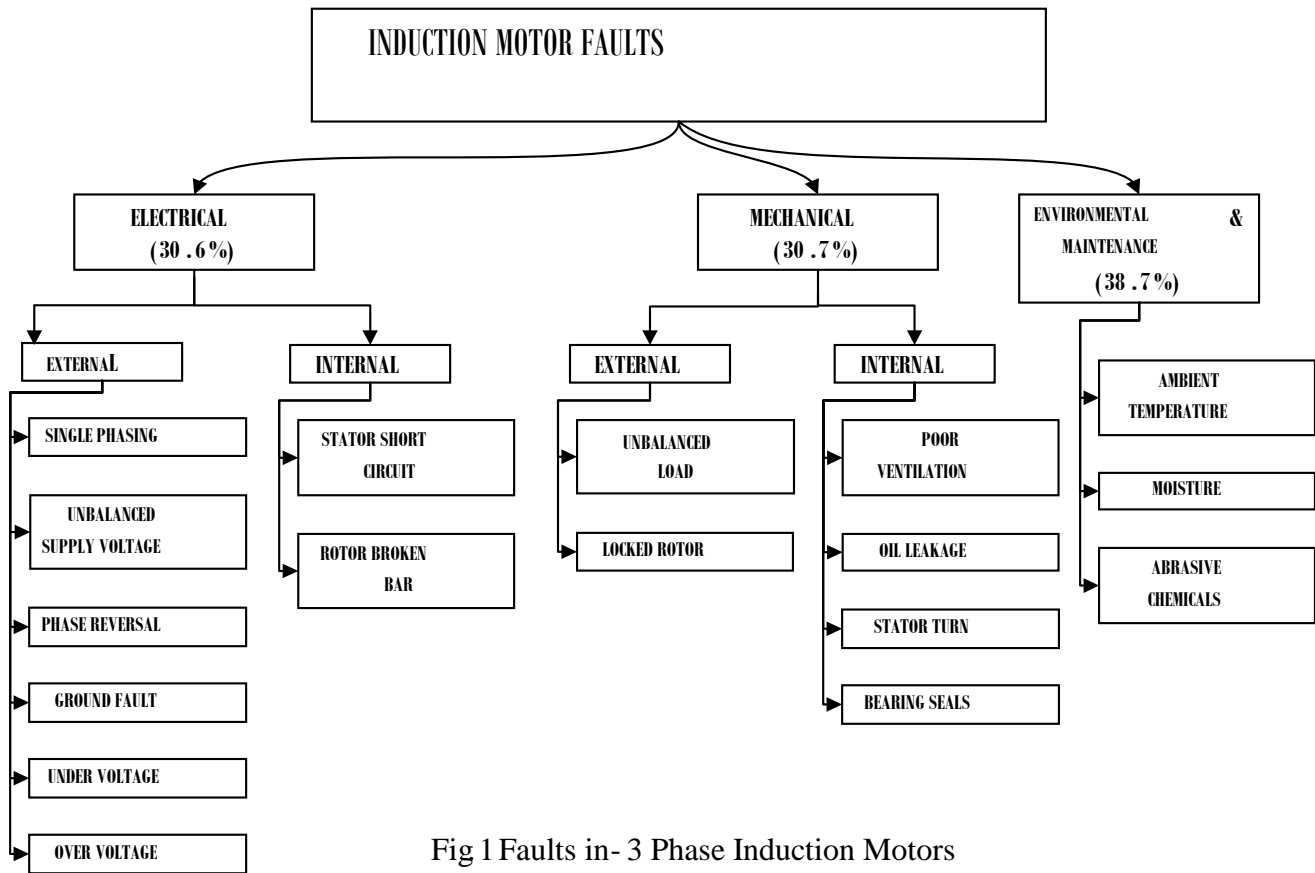 INDUCTION MOTOR FAULTS
ELECTRICAL
(30 .6%)
MECHANICAL
(30 .7%)
ENVIRONMENTAL &
MAINTENANCE
(38 .7%)
EXTERNAL
INTERNAL
EXTERNAL
INTERNAL
SINGLE PHASING
UNBALANCED
SUPPLY VOLTAGE
PHASE REVERSAL
GROUND FAULT
UNDER VOLTAGE
OVER VOLTAGE
STATOR SHORT
CIRCUIT
ROTOR BROKEN
BAR
UNBALANCED
LOAD
LOCKED ROTOR
POOR
VENTILATION
OIL LEAKAGE
STATOR TURN
BEARING SEALS
AMBIENT
TEMPERATURE
MOISTURE
ABRASIVE
CHEMICALS
Fig 1 Faults in- 3 Phase Induction Motors